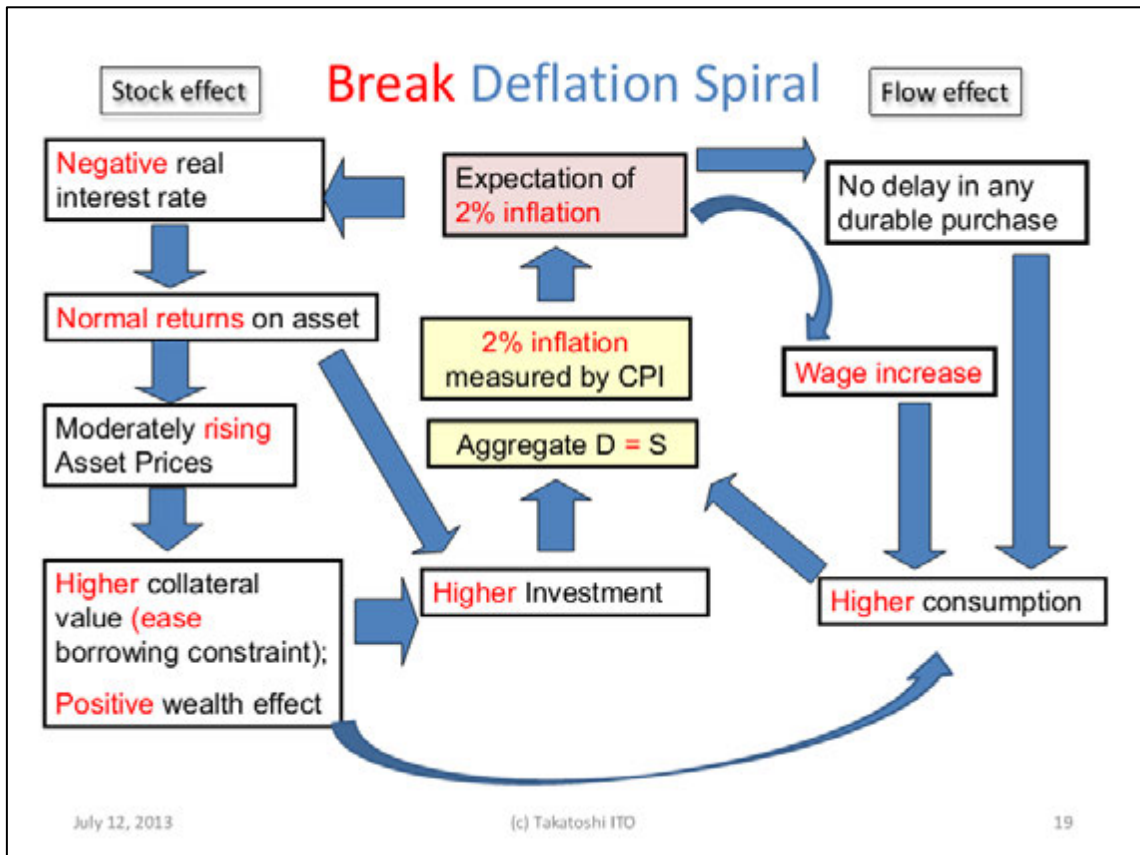 Break Deflation Spiral
Stock effect
Flow effect
Negative real
interest rate
Expectation of
2% inflation
No delay in any
durable purchase
Normal returns on asset
2% inflation
measured by CPI
Wage increase
Moderately rising
Asset Prices
Aggregate D = S
Higher collateral
value (ease
borrowing constraint);
Positive wealth effect
Higher Investment
Higher consumption
July 12, 2013
(c) Takatoshi ITO
19